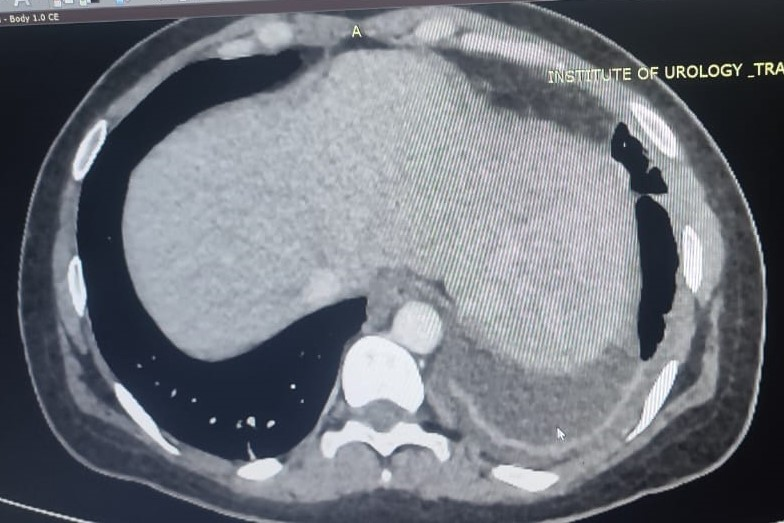 - Body 1.0 CE
A
INSTITUTE OF UROLOGY _TRA